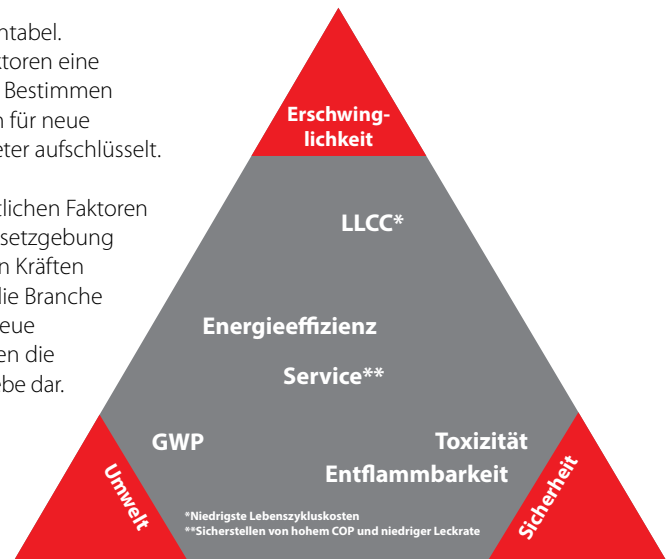 ntabel.
ktoren eine
Bestimmen
n für neue
eter aufschlüsselt.
tlichen Faktoren
setzgebung
n Kräften
die Branche
eue
en die
ebe dar.
Erschwing-
lichkeit
LLCC*
Energieeffizienz
Service**
GWP
Toxizität
Entflammbarkeit
Umwelt
Sicherheit
*Niedrigste Lebenszykluskosten
**Sicherstellen von hohem COP und niedriger Leckrate